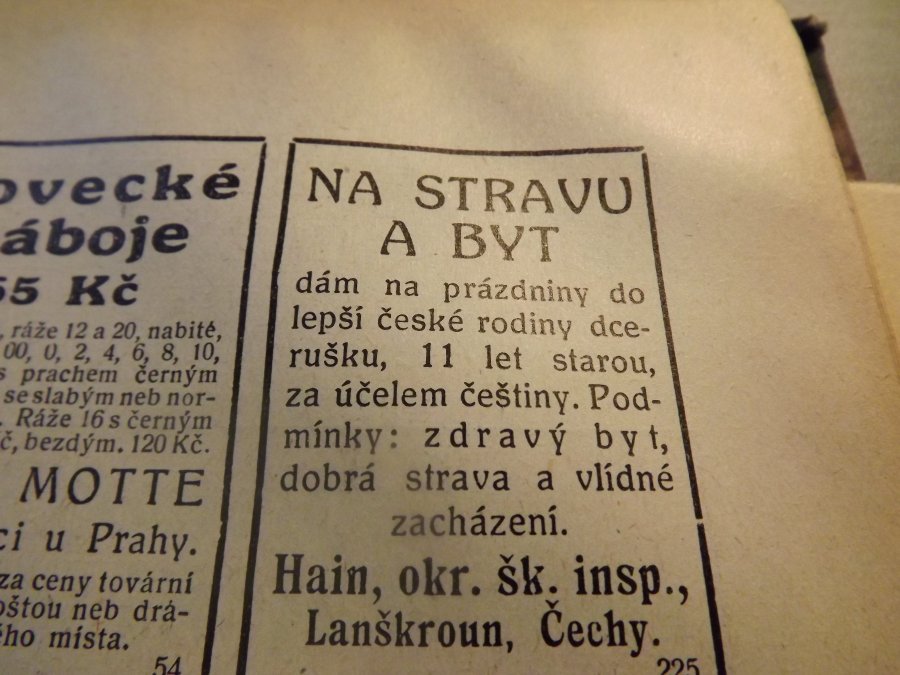 ovecké
áboje
55 Kč
, ráže 12 a 20, nabité,
00, 0, 2, 4, 6, 8, 10,
s prachem černým
se slabým neb nor-
. Ráže 16 s černým
č, bezdým. 120 Kč.
MOTTE
ci u Prahy.
za ceny tovární
oštou neb drá-
ého místa.
54
NA STRAVU
A BYT
dám na prázdniny do
lepší české rodiny dce-
rušku, 11 let starou,
za účelem češtiny. Pod-
mínky: zdravý byt,
dobrá strava a vlídné
zacházení.
Hain, okr. šk. insp.,
Lanškroun, Čechy.
225